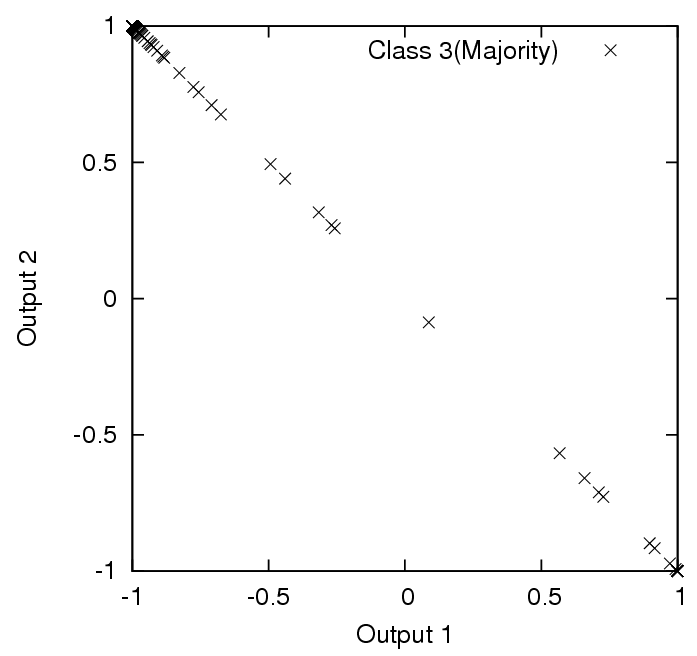 1
Class 3(Majority)
0.5
Output 2
0
-0.5
-1
-1 -0.5 0 0.5 1
Output 1